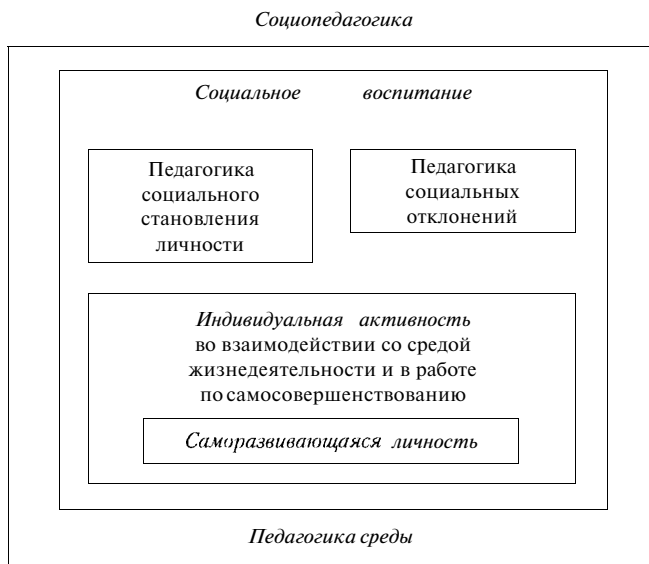 Социопедагогика
Социальное воспитание
Педагогика
социального
становления
личности
Педагогика
социальных
отклонений
Индивидуальная активность
во взаимодействии со средой
жизнедеятельности и в работе
по самосовершенствованию
Саморазвивающаяся личность
Педагогика среды